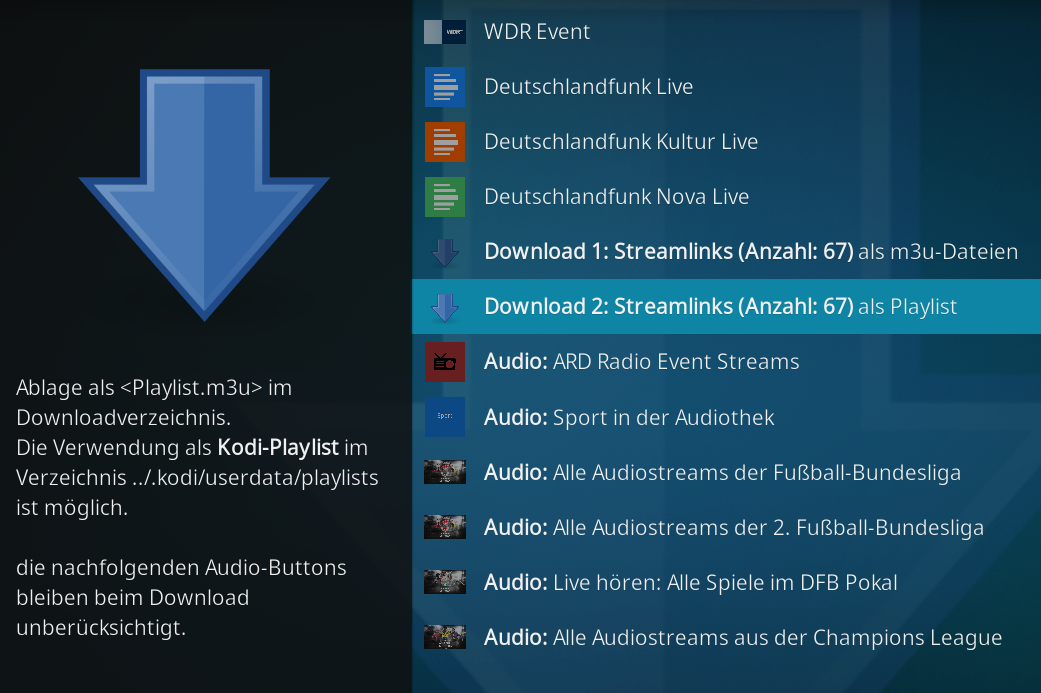 WDR Event
Deutschlandfunk Live
Deutschlandfunk Kultur Live
Deutschlandfunk Nova Live
Download 1: Streamlinks (Anzahl: 67) als m3u-Dateien
Download 2: Streamlinks (Anzahl: 67) als Playlist
Audio: ARD Radio Event Streams
Sport
Audio: Sport in der Audiothek
Audio: Alle Audiostreams der Fußball-Bundesliga
Audio: Alle Audiostreams der 2. Fußball-Bundesliga
Audio: Live hören: Alle Spiele im DFB Pokal
Audio: Alle Audiostreams aus der Champions League
Ablage als <Playlist.m3u> im
Downloadverzeichnis.
Die Verwendung als Kodi-Playlist im
Verzeichnis ../.kodi/userdata/playlists
ist möglich.
die nachfolgenden Audio-Buttons
bleiben beim Download
unberücksichtigt.